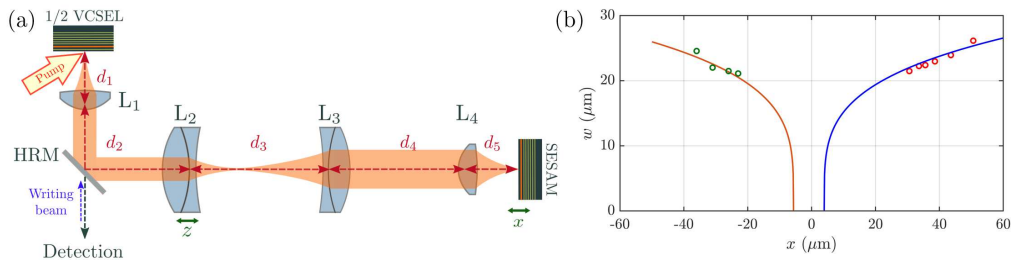 (a)
1/2 VCSEL
Pump
d₁
L₁
d₂
HRM
L₂
d₃
L₃
d₄
L₄
d₅
SESAM
Writing
beam
z
x
Detection
(b)
w (μm)
40
30
20
10
0
-60
-40
-20
0
20
40
60
x (μm)